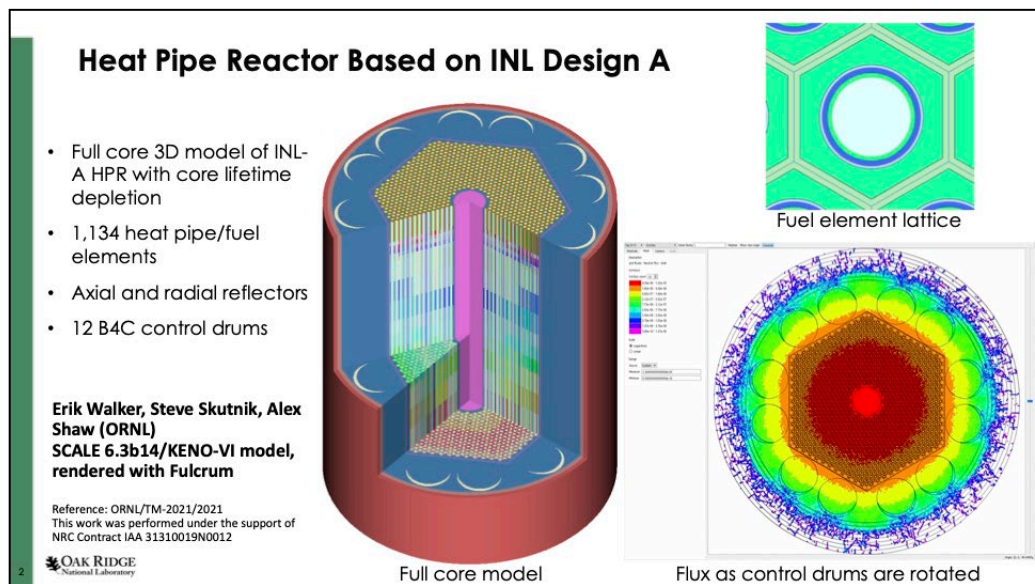 Heat Pipe Reactor Based on INL Design A
• Full core 3D model of INL-
A HPR with core lifetime
depletion
• 1,134 heat pipe/fuel
elements
• Axial and radial reflectors
• 12 B4C control drums
Erik Walker, Steve Skutnik, Alex
Shaw (ORNL)
SCALE 6.3b14/KENO-VI model,
rendered with Fulcrum
Reference: ORNL/TM-2021/2021
This work was performed under the support of
NRC Contract IAA 31310019N0012
2
OAK RIDGE
National Laboratory
Full core model
Fuel element lattice
Flux as control drums are rotated